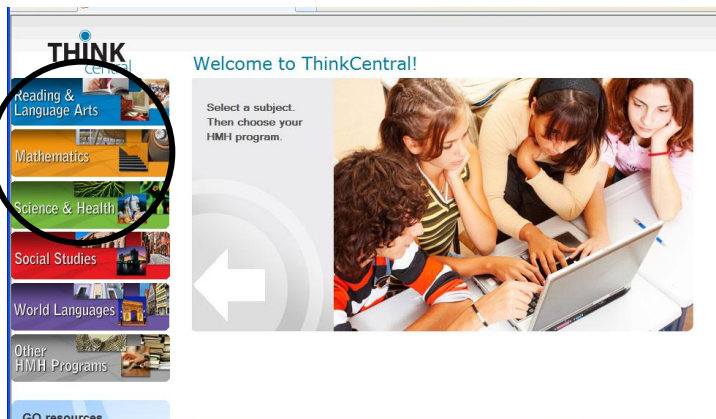 THINK
central
Welcome to ThinkCentral!
Reading &
Language Arts
Select a subject.
Then choose your
HMH program.
Mathematics
Science & Health
Social Studies
World Languages
Other
HMH Programs
GO resources